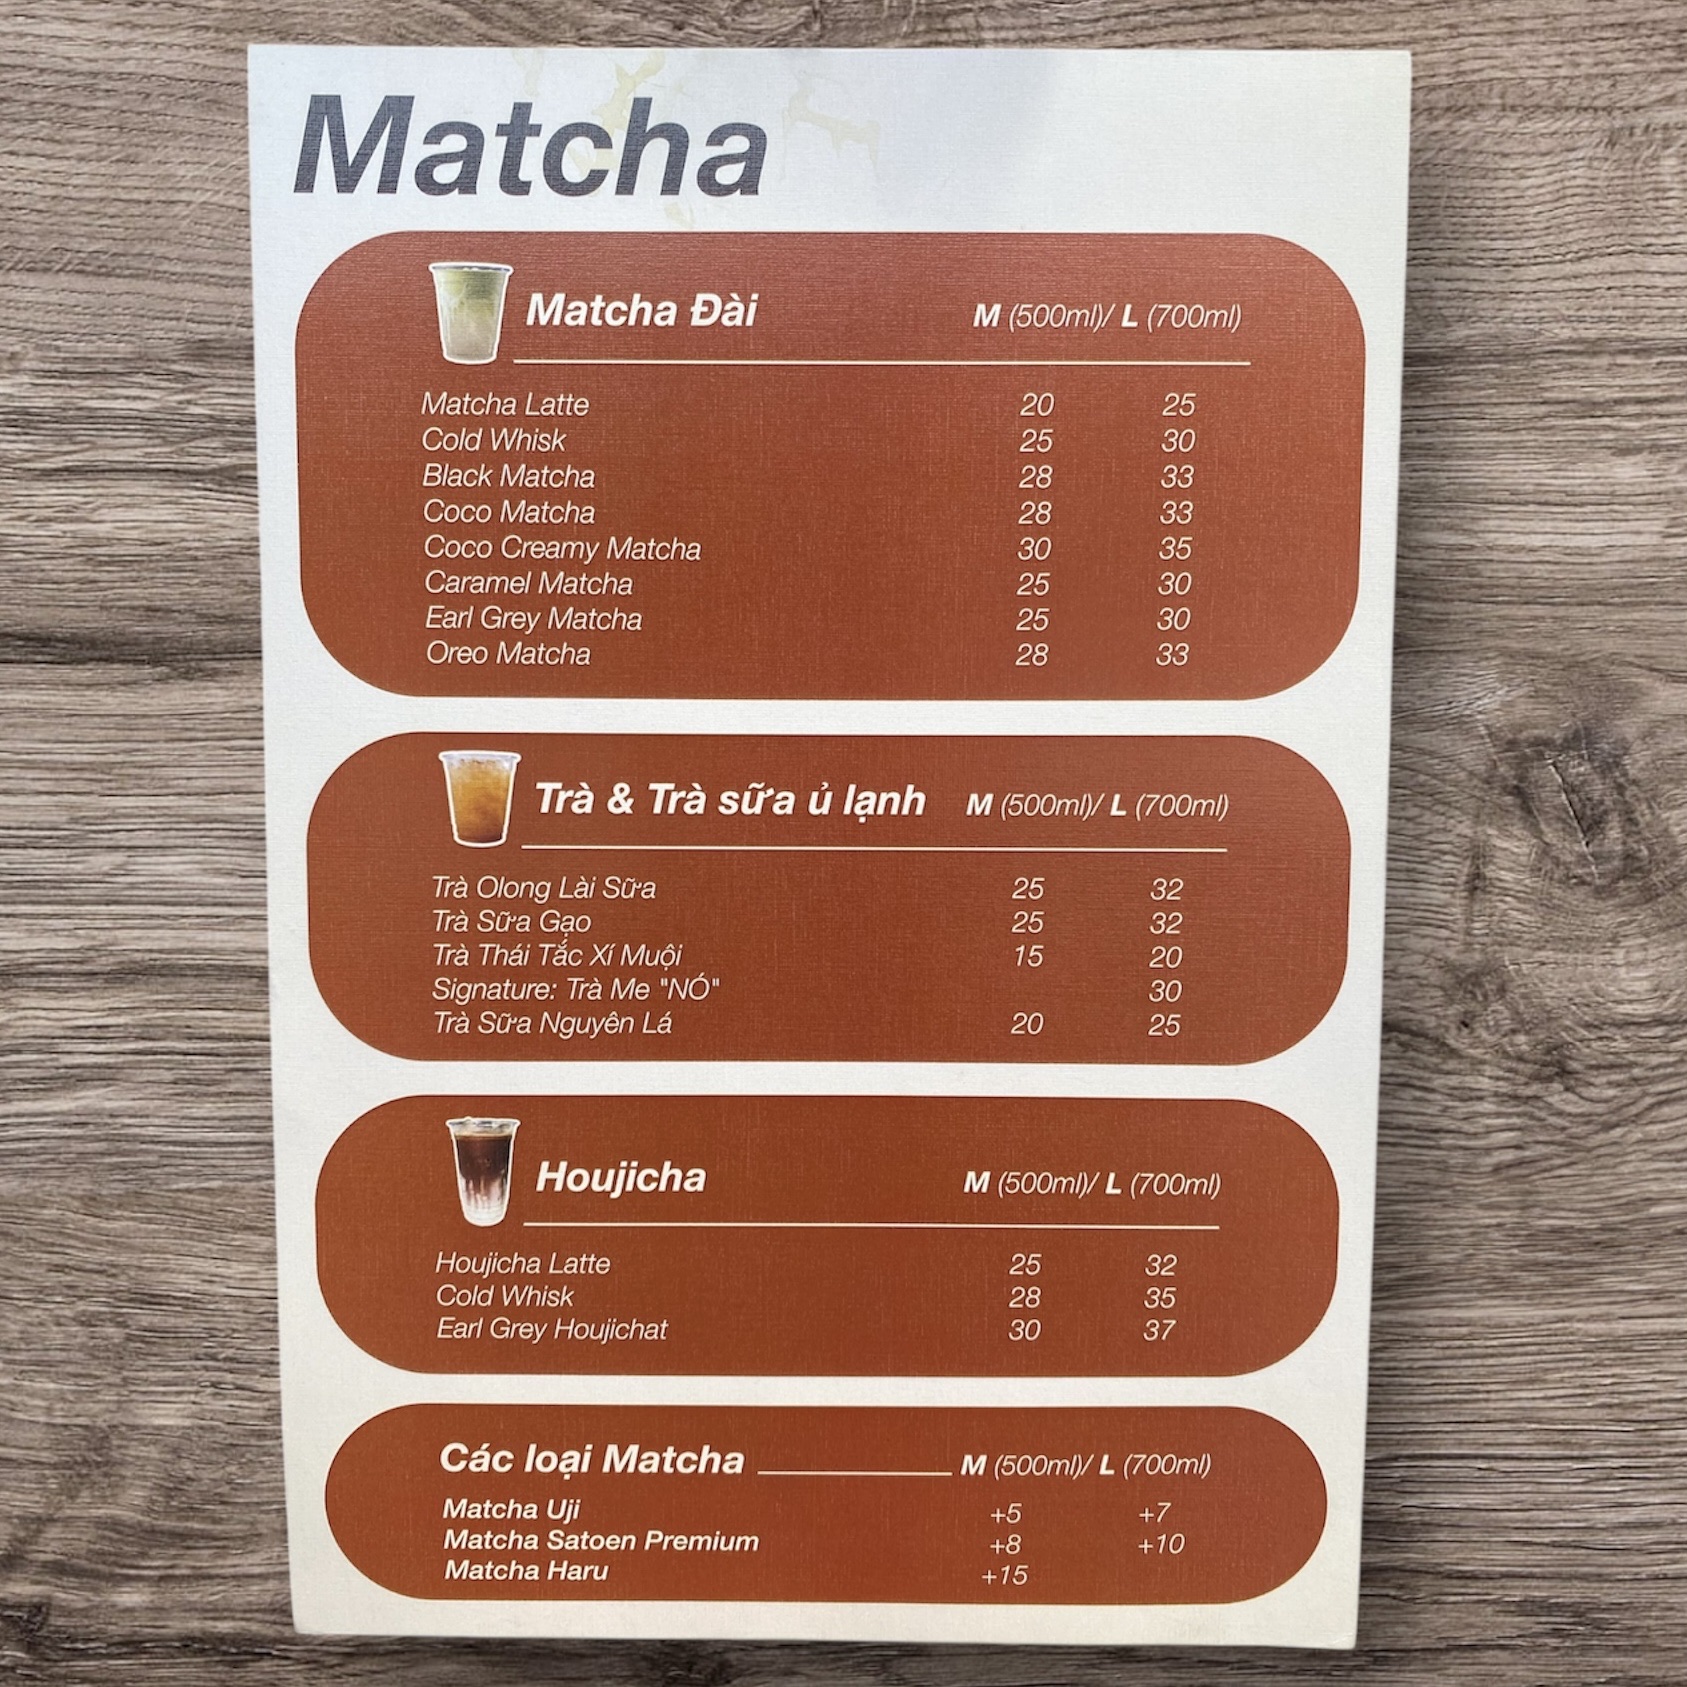 Matcha
Matcha Đài M (500ml)/ L (700ml)
Matcha Latte 20 25
Cold Whisk 25 30
Black Matcha 28 33
Coco Matcha 28 33
Coco Creamy Matcha 30 35
Caramel Matcha 25 30
Earl Grey Matcha 25 30
Oreo Matcha 28 33
Trà & Trà sữa ủ lạnh M (500ml)/ L (700ml)
Trà Olong Lài Sữa 25 32
Trà Sữa Gạo 25 32
Trà Thái Tắc Xí Muội 15 20
Signature: Trà Me "NÓ" 30
Trà Sữa Nguyên Lá 20 25
Houjicha M (500ml)/ L (700ml)
Houjicha Latte 25 32
Cold Whisk 28 35
Earl Grey Houjichat 30 37
Các loại Matcha M (500ml)/ L (700ml)
Matcha Uji +5 +7
Matcha Satoen Premium +8 +10
Matcha Haru +15